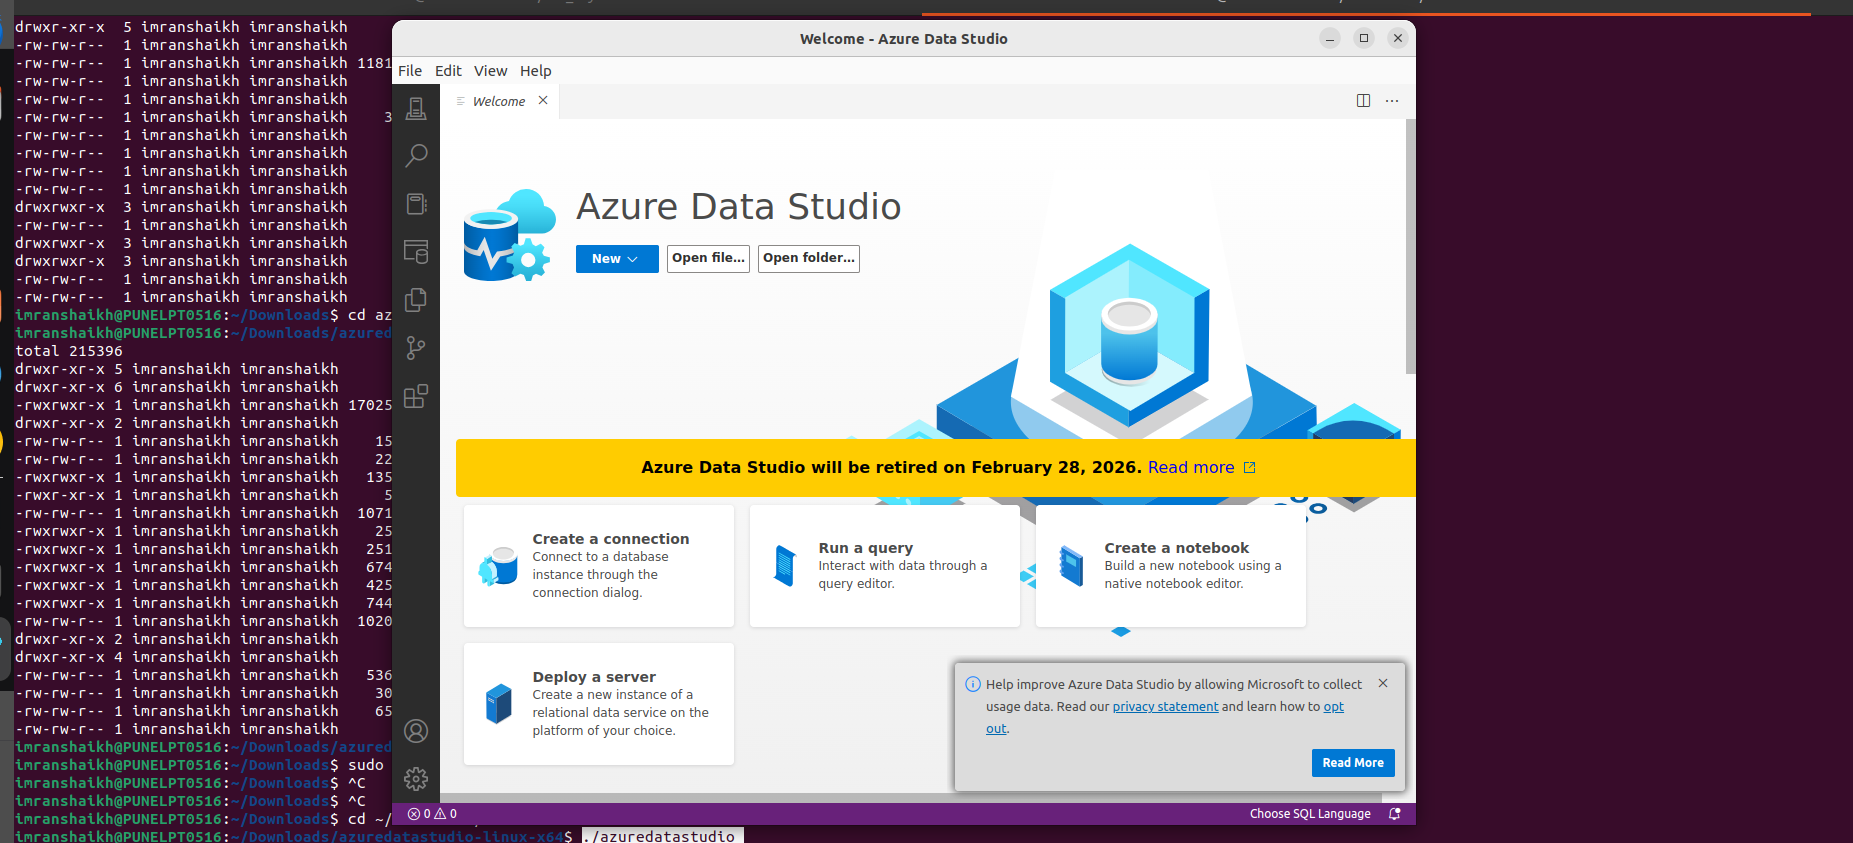 Welcome - Azure Data Studio
File Edit View Help
Welcome
Azure Data Studio
New
Open file...
Open folder...
Azure Data Studio will be retired on February 28, 2026. Read more
Create a connection
Connect to a database
instance through the
connection dialog.
Run a query
Interact with data through a
query editor.
Create a notebook
Build a new notebook using a
native notebook editor.
Deploy a server
Create a new instance of a
relational data service on the
platform of your choice.
Help improve Azure Data Studio by allowing Microsoft to collect
usage data. Read our privacy statement and learn how to opt
out.
Read More
0 0
Choose SQL Language
drwxr-xr-x 5 imranshaikh imranshaikh
-rw-rw-r-- 1 imranshaikh imranshaikh
-rw-rw-r-- 1 imranshaikh imranshaikh 1181
-rw-rw-r-- 1 imranshaikh imranshaikh
-rw-rw-r-- 1 imranshaikh imranshaikh
-rw-rw-r-- 1 imranshaikh imranshaikh 3
-rw-rw-r-- 1 imranshaikh imranshaikh
-rw-rw-r-- 1 imranshaikh imranshaikh
-rw-rw-r-- 1 imranshaikh imranshaikh
-rw-rw-r-- 1 imranshaikh imranshaikh
drwxrwxr-x 3 imranshaikh imranshaikh
-rw-rw-r-- 1 imranshaikh imranshaikh
drwxrwxr-x 3 imranshaikh imranshaikh
drwxrwxr-x 3 imranshaikh imranshaikh
-rw-rw-r-- 1 imranshaikh imranshaikh
-rw-rw-r-- 1 imranshaikh imranshaikh
imranshaikh@PUNELPT0516:~/Downloads$ cd az
imranshaikh@PUNELPT0516:~/Downloads/azured
total 215396
drwxr-xr-x 5 imranshaikh imranshaikh
drwxr-xr-x 6 imranshaikh imranshaikh
-rwxrwxr-x 1 imranshaikh imranshaikh 17025
drwxr-xr-x 2 imranshaikh imranshaikh
-rw-rw-r-- 1 imranshaikh imranshaikh 15
-rw-rw-r-- 1 imranshaikh imranshaikh 22
-rwxrwxr-x 1 imranshaikh imranshaikh 135
-rwxrwxr-x 1 imranshaikh imranshaikh 5
-rw-rw-r-- 1 imranshaikh imranshaikh 1071
-rwxrwxr-x 1 imranshaikh imranshaikh 25
-rwxrwxr-x 1 imranshaikh imranshaikh 251
-rwxrwxr-x 1 imranshaikh imranshaikh 674
-rwxrwxr-x 1 imranshaikh imranshaikh 425
-rwxrwxr-x 1 imranshaikh imranshaikh 744
-rw-rw-r-- 1 imranshaikh imranshaikh 1020
drwxr-xr-x 2 imranshaikh imranshaikh
drwxr-xr-x 4 imranshaikh imranshaikh
-rw-rw-r-- 1 imranshaikh imranshaikh 536
-rw-rw-r-- 1 imranshaikh imranshaikh 30
-rw-rw-r-- 1 imranshaikh imranshaikh 65
-rw-rw-r-- 1 imranshaikh imranshaikh
imranshaikh@PUNELPT0516:~/Downloads/azured
imranshaikh@PUNELPT0516:~/Downloads$ sudo
imranshaikh@PUNELPT0516:~/Downloads$ ^C
imranshaikh@PUNELPT0516:~/Downloads$ ^C
imranshaikh@PUNELPT0516:~/Downloads$ cd ~/
imranshaikh@PUNELPT0516:~/Downloads/azuredatastudio-linux-x64$ ./azuredatastudio